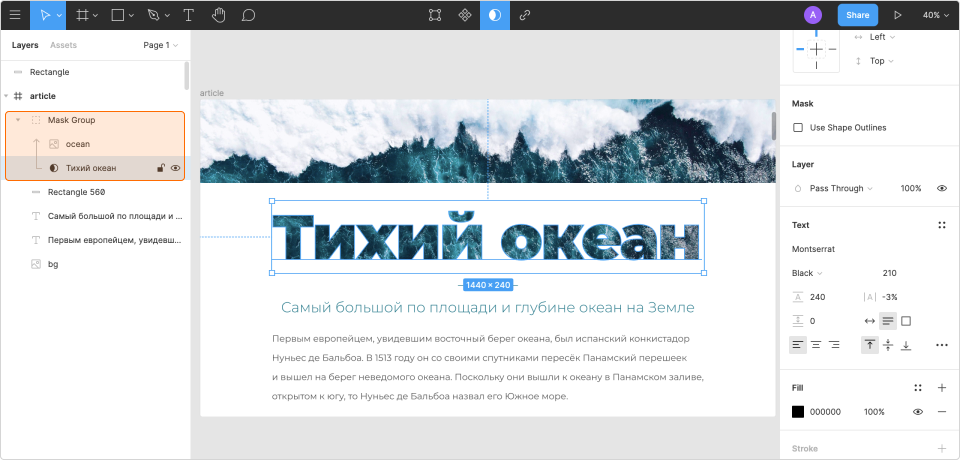 A
Share
40%
Layers
Assets
Page 1
Rectangle
article
Mask Group
ocean
Тихий океан
Rectangle 560
Самый большой по площади и ...
Первым европейцем, увидевш...
bg
article
Тихий океан
1440 × 240
Самый большой по площади и глубине океан на Земле
Первым европейцем, увидевшим восточный берег океана, был испанский конкистадор
Нуньес де Бальбоа. В 1513 году он со своими спутниками пересёк Панамский перешеек
и вышел на берег неведомого океана. Поскольку они вышли к океану в Панамском заливе,
открытом к югу, то Нуньес де Бальбоа назвал его Южное море.
Left
Top
Mask
Use Shape Outlines
Layer
Pass Through
100%
Text
Montserrat
Black
210
240
-3%
0
Fill
000000
100%
Stroke